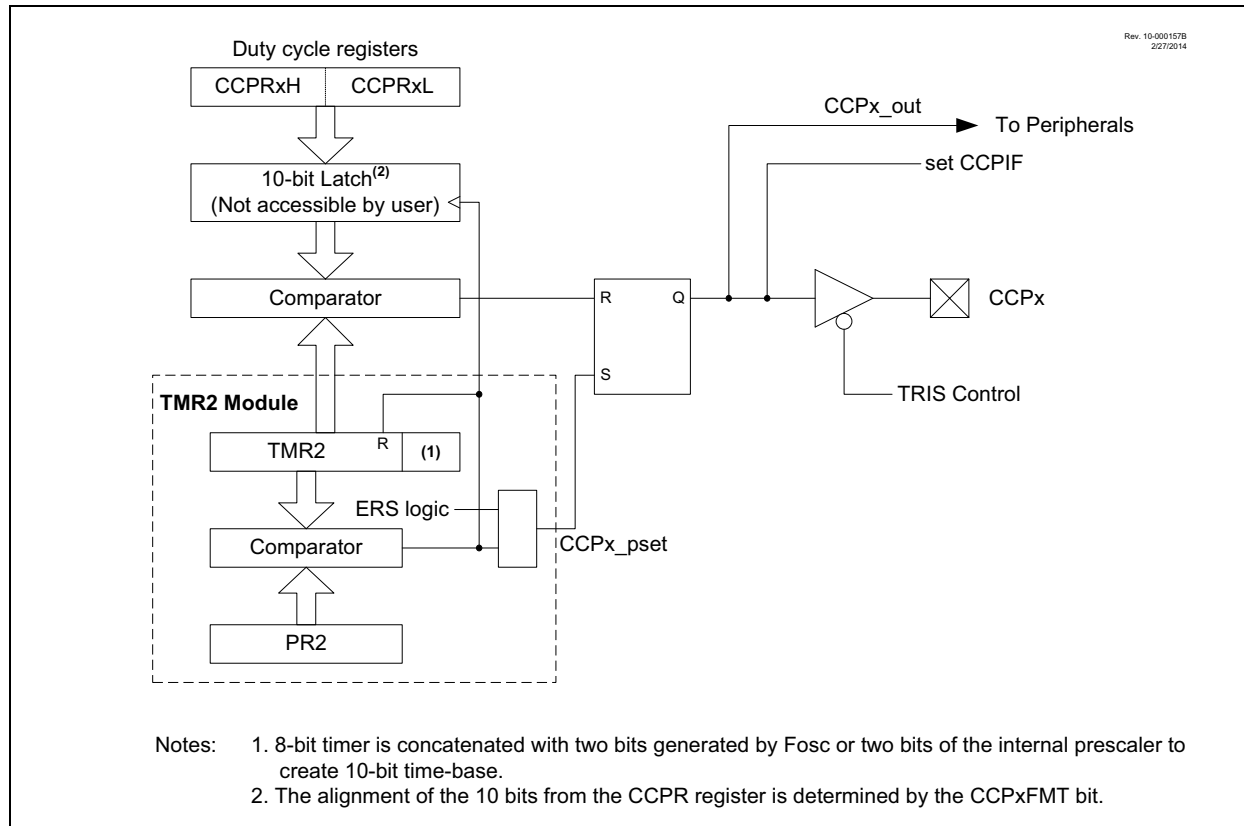 Rev. 10-000157B
2/27/2014
Duty cycle registers
CCPRxH CCPRxL
CCPx_out
To Peripherals
set CCPIF
10-bit Latch(2)
(Not accessible by user)
Comparator
R Q
CCPx
S
TRIS Control
TMR2 Module
TMR2 R (1)
ERS logic
Comparator
CCPx_pset
PR2
Notes: 1. 8-bit timer is concatenated with two bits generated by Fosc or two bits of the internal prescaler to
create 10-bit time-base.
2. The alignment of the 10 bits from the CCPR register is determined by the CCPxFMT bit.